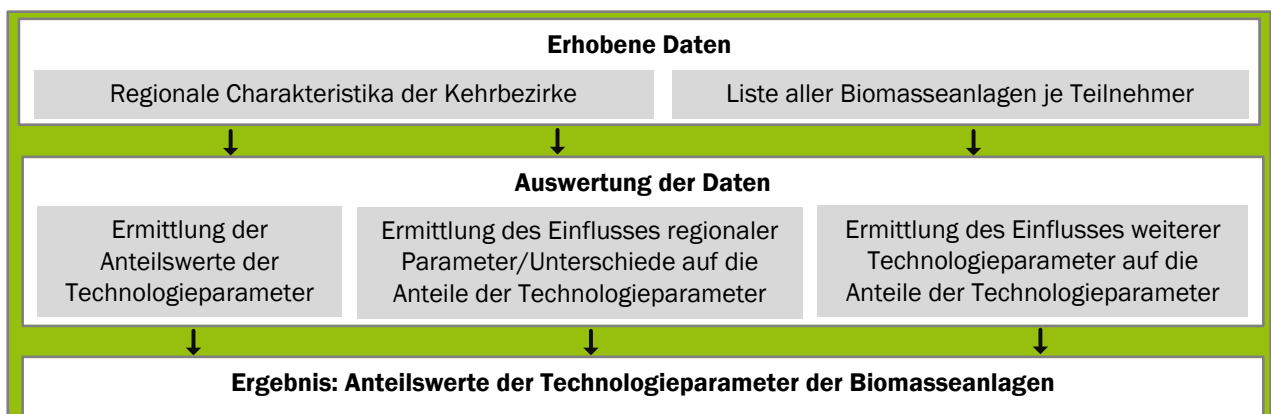 Erhobene Daten
Regionale Charakteristika der Kehrbezirke
Liste aller Biomasseanlagen je Teilnehmer
Auswertung der Daten
Ermittlung der
Anteilswerte der
Technologieparameter
Ermittlung des Einflusses regionaler
Parameter/Unterschiede auf die
Anteile der Technologieparameter
Ermittlung des Einflusses weiterer
Technologieparameter auf die
Anteile der Technologieparameter
Ergebnis: Anteilswerte der Technologieparameter der Biomasseanlagen